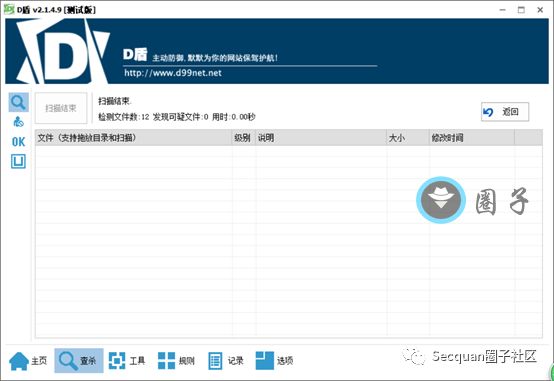 D盾 v2.1.4.9 [测试版]
D盾 主动防御,默默为你的网站保驾护航!
http://www.d99net.net
扫描结束
扫描结束.
检测文件数:12 发现可疑文件:0 用时:0.00秒
返回
OK
文件(支持拖放目录和扫描) 级别 说明 大小 修改时间
圈子
主页 查杀 工具 规则 记录 选项
Secquan圈子社区